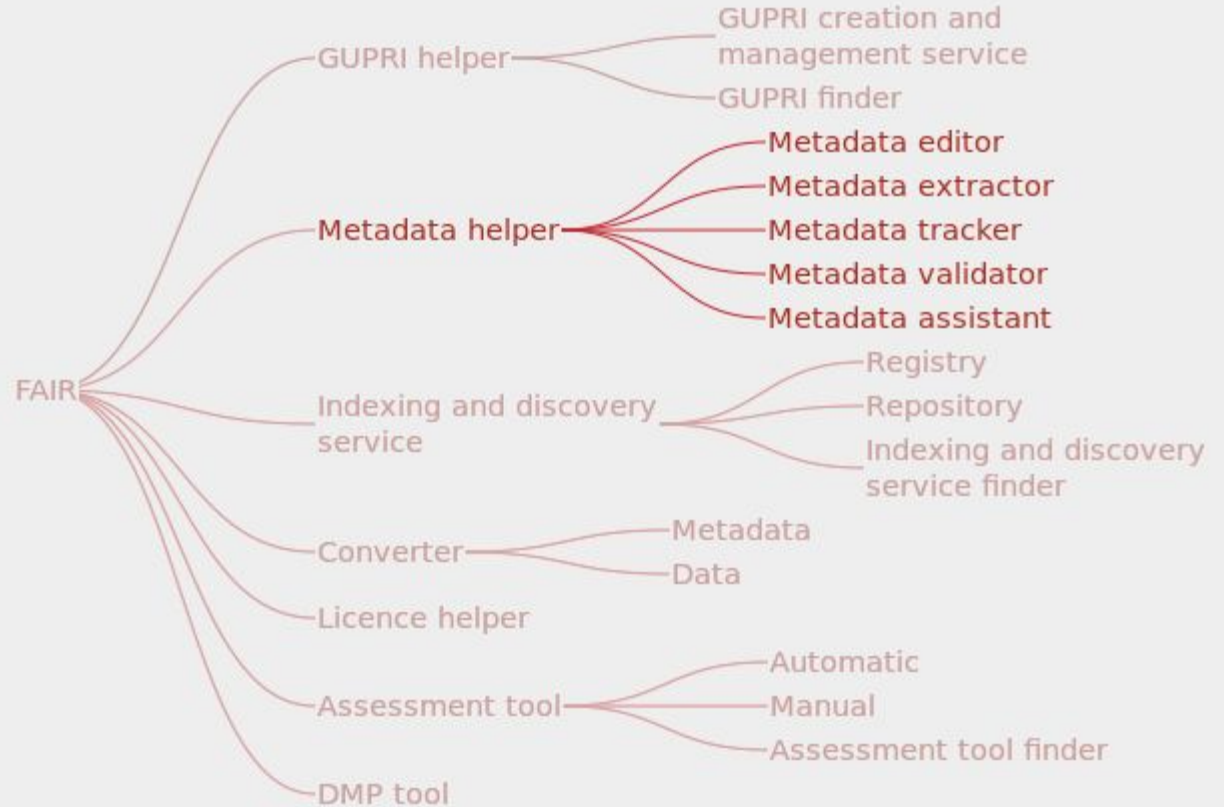 GUPRI creation and
management service
GUPRI helper
GUPRI finder
Metadata editor
Metadata extractor
Metadata helper
Metadata tracker
Metadata validator
Metadata assistant
FAIR
Registry
Indexing and discovery
service
Repository
Indexing and discovery
service finder
Metadata
Converter
Data
Licence helper
Automatic
Assessment tool
Manual
Assessment tool finder
DMP tool